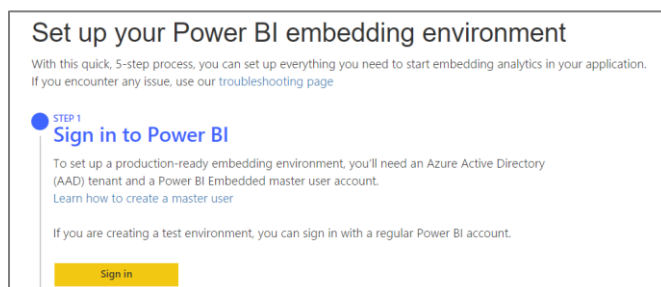 Set up your Power BI embedding environment
With this quick, 5-step process, you can set up everything you need to start embedding analytics in your application.
If you encounter any issue, use our troubleshooting page
STEP 1
Sign in to Power BI
To set up a production-ready embedding environment, you'll need an Azure Active Directory
(AAD) tenant and a Power BI Embedded master user account.
Learn how to create a master user
If you are creating a test environment, you can sign in with a regular Power BI account.
Sign in